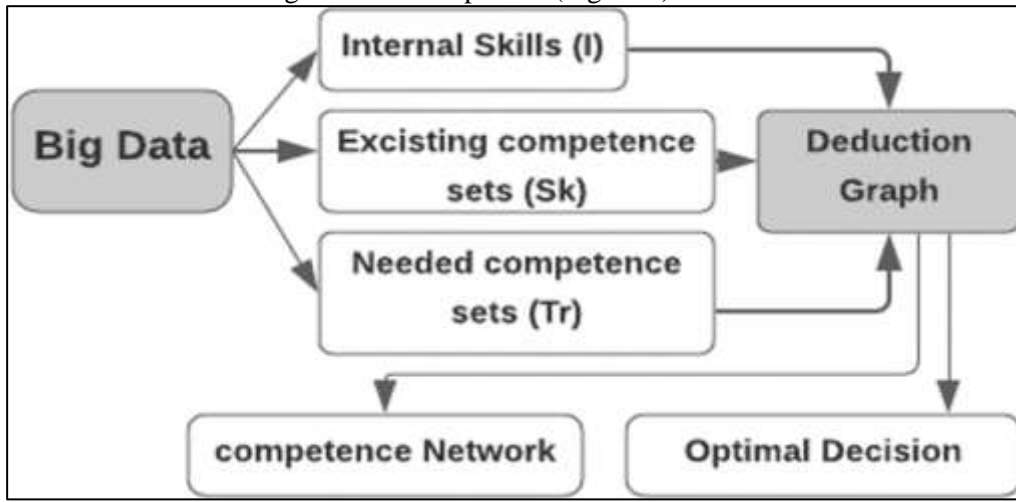 Internal Skills (I)
Big Data
Excisting competence
sets (Sk)
Deduction
Graph
Needed competence
sets (Tr)
competence Network
Optimal Decision